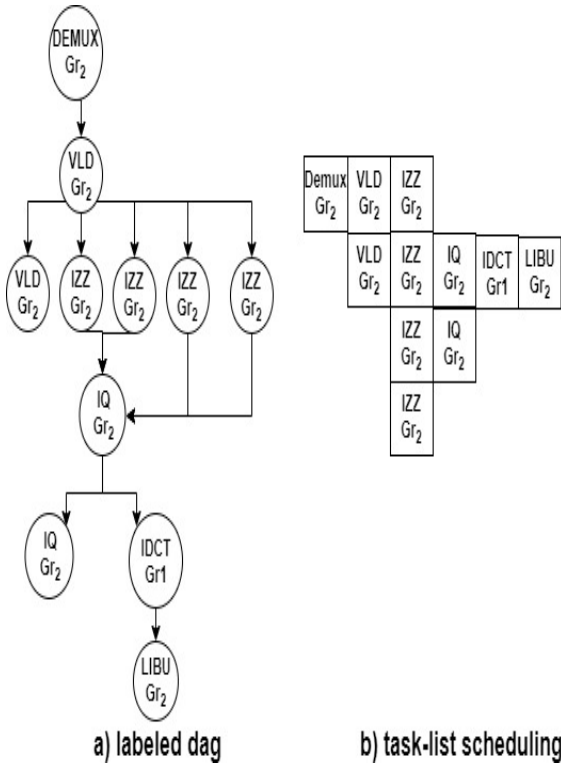 DEMUX
Gr2
VLD
Gr2
VLD
Gr2
IZZ
Gr2
IZZ
Gr2
IZZ
Gr2
IZZ
Gr2
IQ
Gr2
IQ
Gr2
IDCT
Gr1
LIBU
Gr2
a) labeled dag
Demux
Gr2
VLD
Gr2
IZZ
Gr2
VLD
Gr2
IZZ
Gr2
IQ
Gr2
IDCT
Gr1
LIBU
Gr2
IZZ
Gr2
IQ
Gr2
IZZ
Gr2
b) task-list scheduling